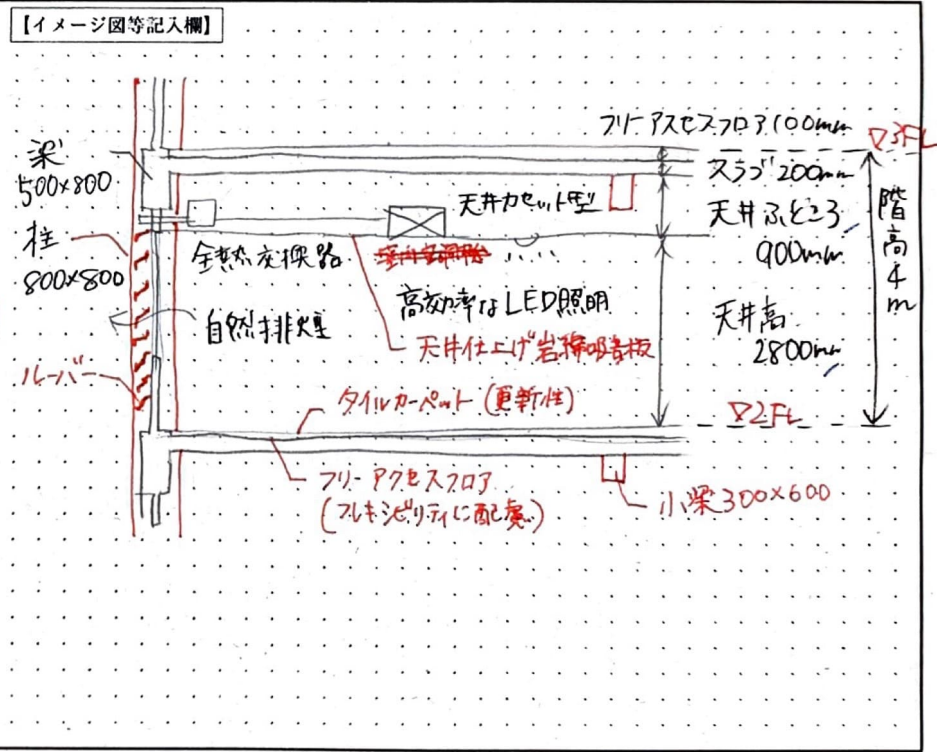 【イメージ図等記入欄】
フリーアスセスフロア100mm
▽3FL
梁
500×800
スラブ200mm
天井カセット型
天井ふところ
900mm
階高4m
柱
800×800
全熱交換器
高効率なLED照明
自然排煙
天井仕上げ岩綿吸音板
天井高
2800mm
ルーバー
タイルカーペット(更新性)
▽2FL
フリーアクセスフロア
(フレキシビリティに配慮)
小梁300×600